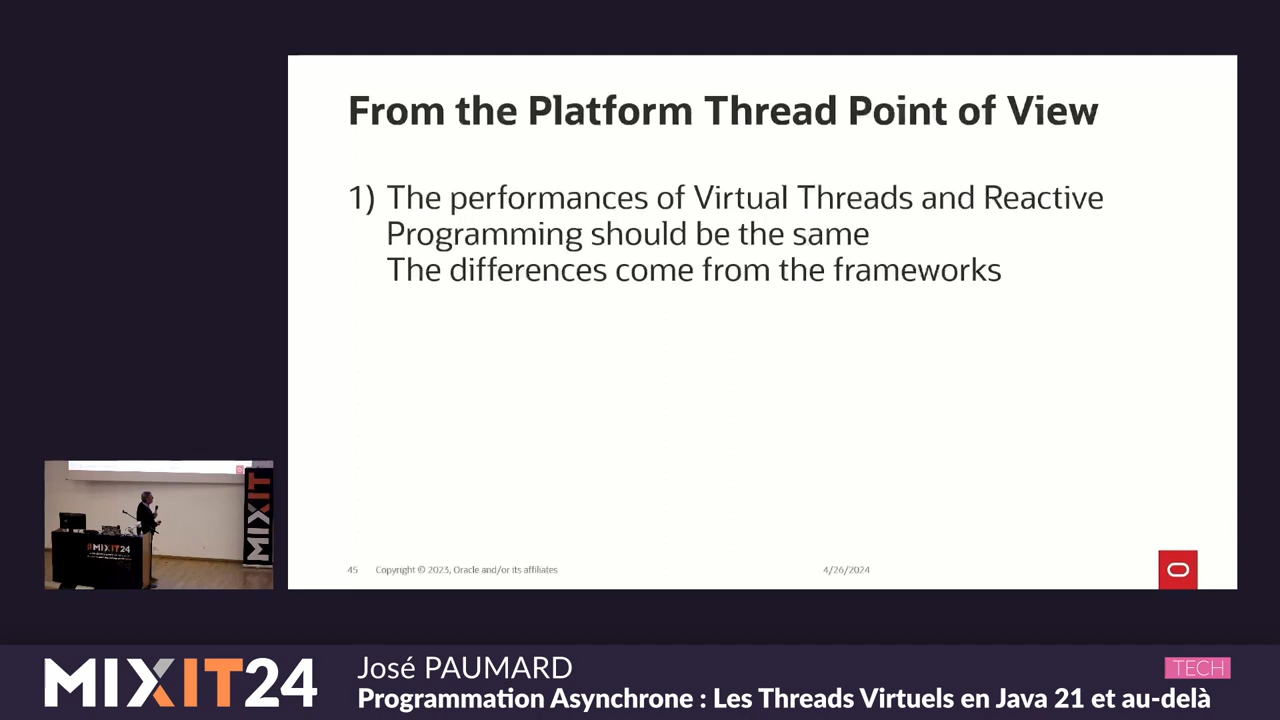 From the Platform Thread Point of View
1) The performances of Virtual Threads and Reactive
Programming should be the same
The differences come from the frameworks
45 Copyright © 2023, Oracle and/or its affiliates 4/26/2024
MIXIT
#MIXIT24
MIXIT24
José PAUMARD
TECH
Programmation Asynchrone : Les Threads Virtuels en Java 21 et au-delà